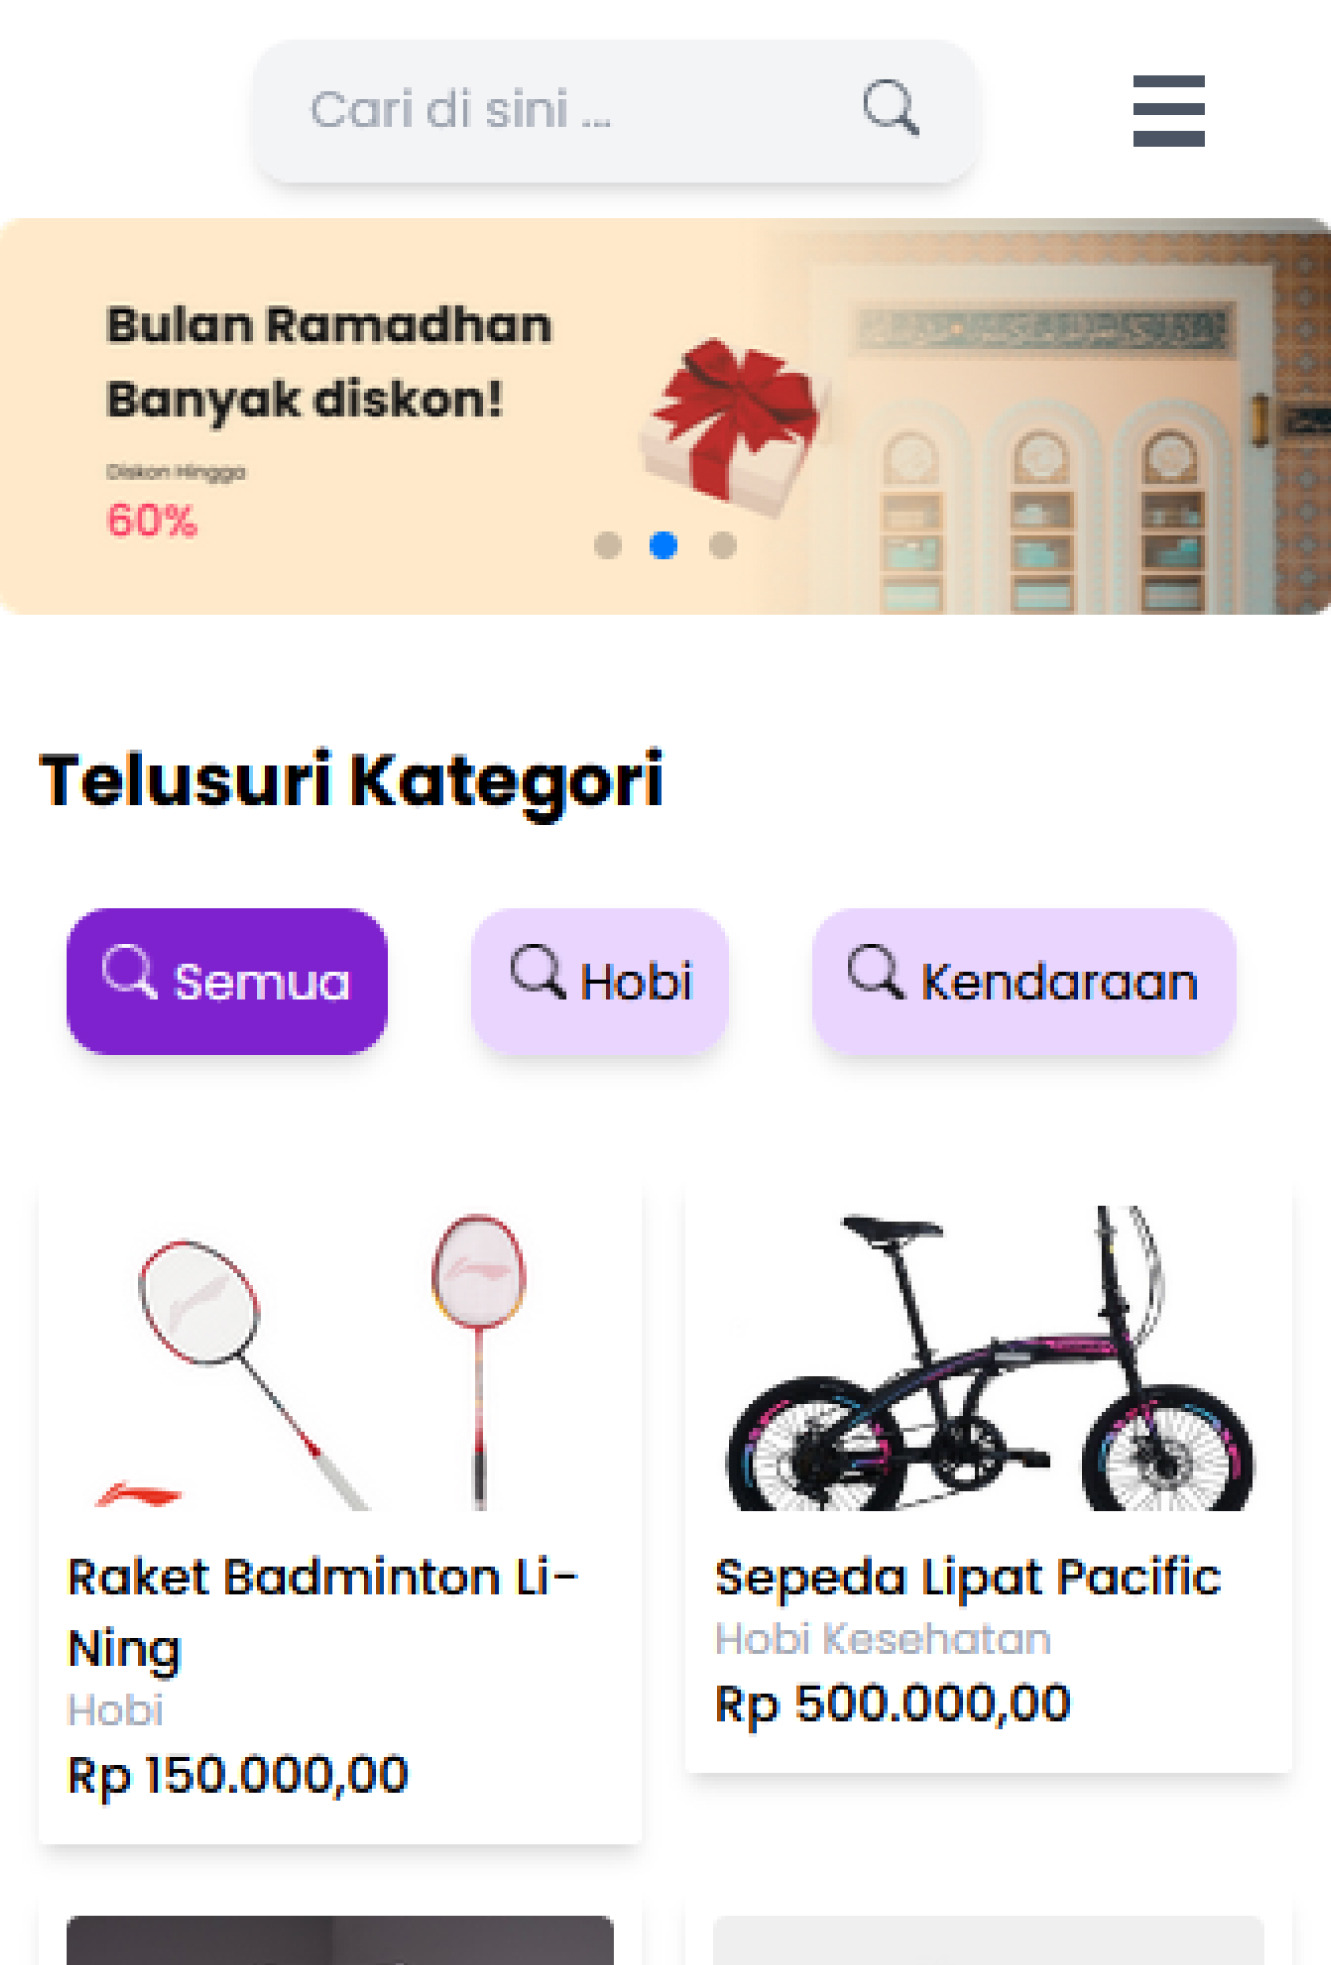 Cari di sini ...
Bulan Ramadhan
Banyak diskon!
Diskon Hingga
60%
Telusuri Kategori
Semua
Hobi
Kendaraan
Raket Badminton Li-
Ning
Hobi
Rp 150.000,00
Sepeda Lipat Pacific
Hobi Kesehatan
Rp 500.000,00